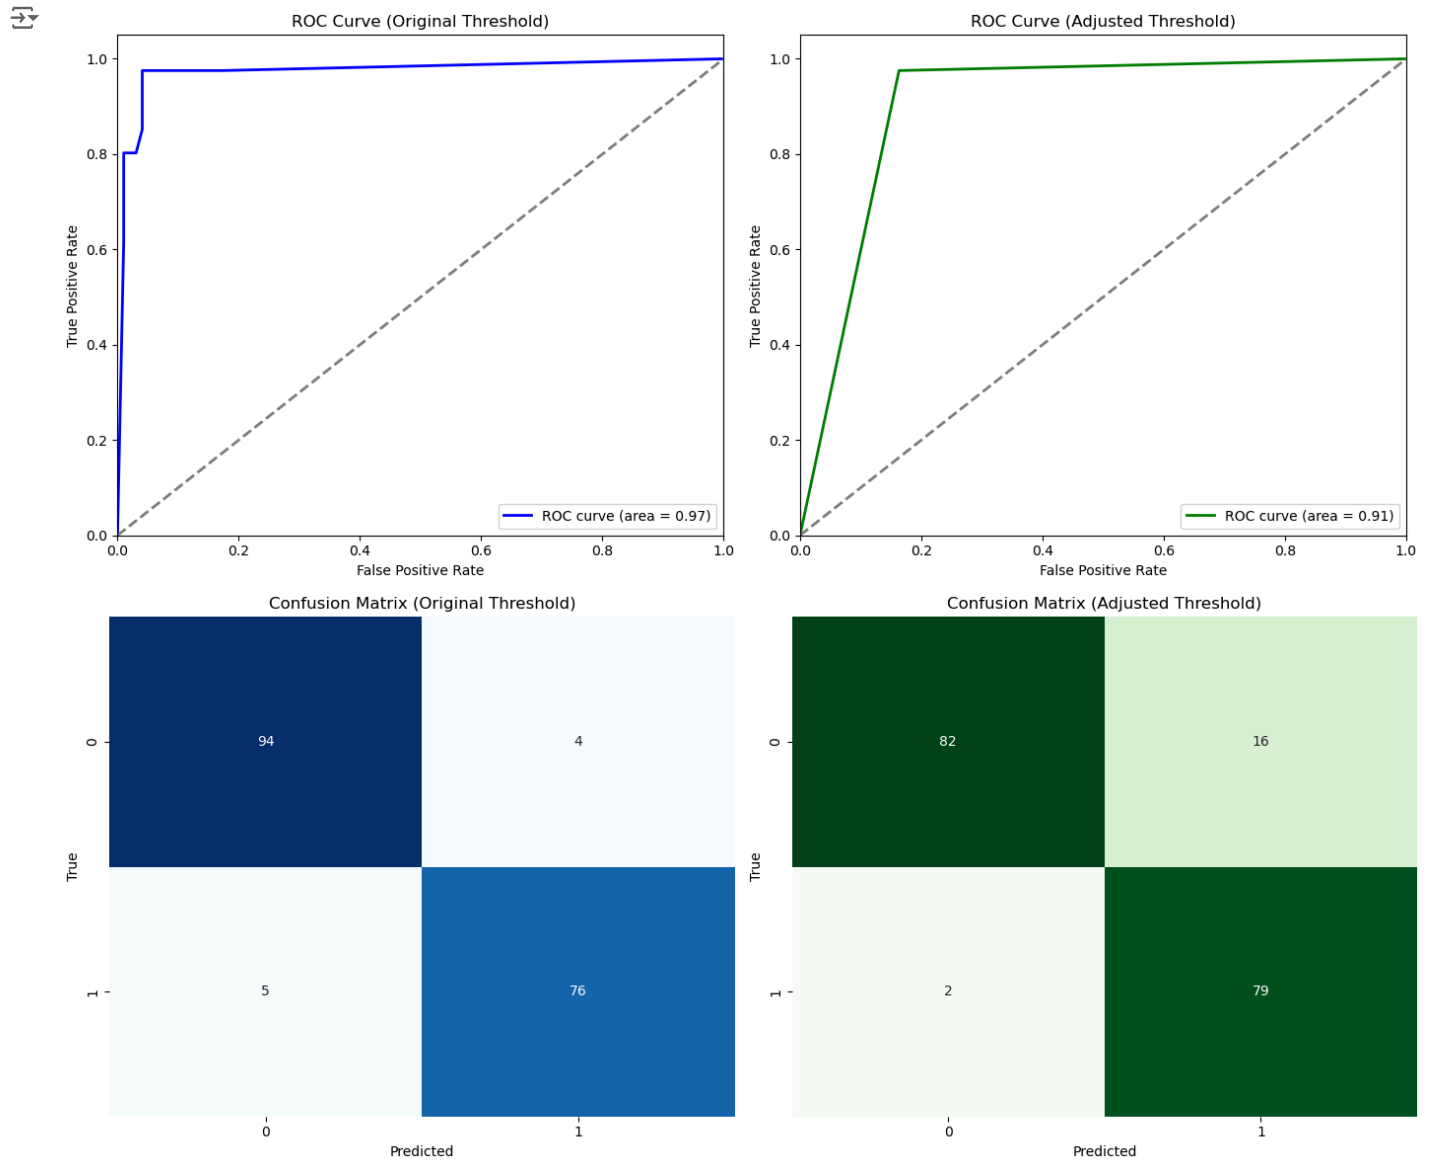 ROC Curve (Original Threshold)
1.0
0.8
0.6
0.4
0.2
0.0
True Positive Rate
0.0 0.2 0.4 0.6 0.8 1.0
False Positive Rate
ROC curve (area = 0.97)
ROC Curve (Adjusted Threshold)
1.0
0.8
0.6
0.4
0.2
0.0
True Positive Rate
0.0 0.2 0.4 0.6 0.8 1.0
False Positive Rate
ROC curve (area = 0.91)
Confusion Matrix (Original Threshold)
0
94 4
True
1
5 76
0 1
Predicted
Confusion Matrix (Adjusted Threshold)
0
82 16
True
1
2 79
0 1
Predicted